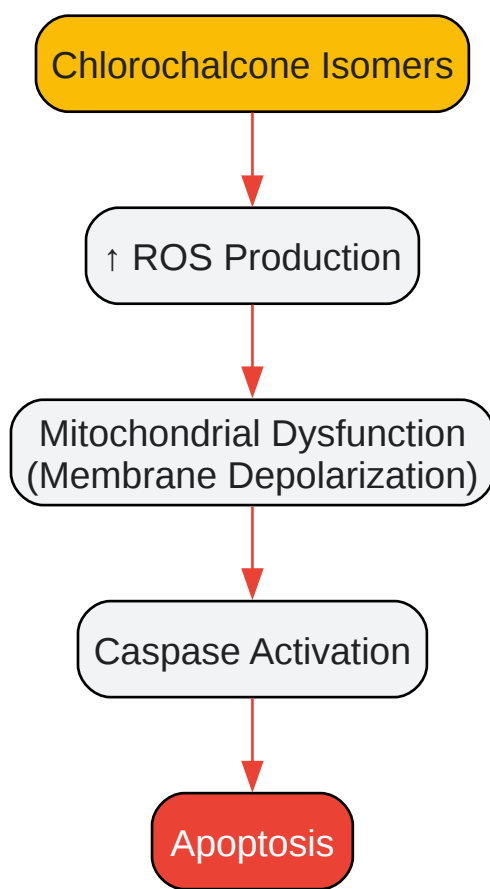 Chlorochalcone Isomers
↑ ROS Production
Mitochondrial Dysfunction
(Membrane Depolarization)
Caspase Activation
Apoptosis